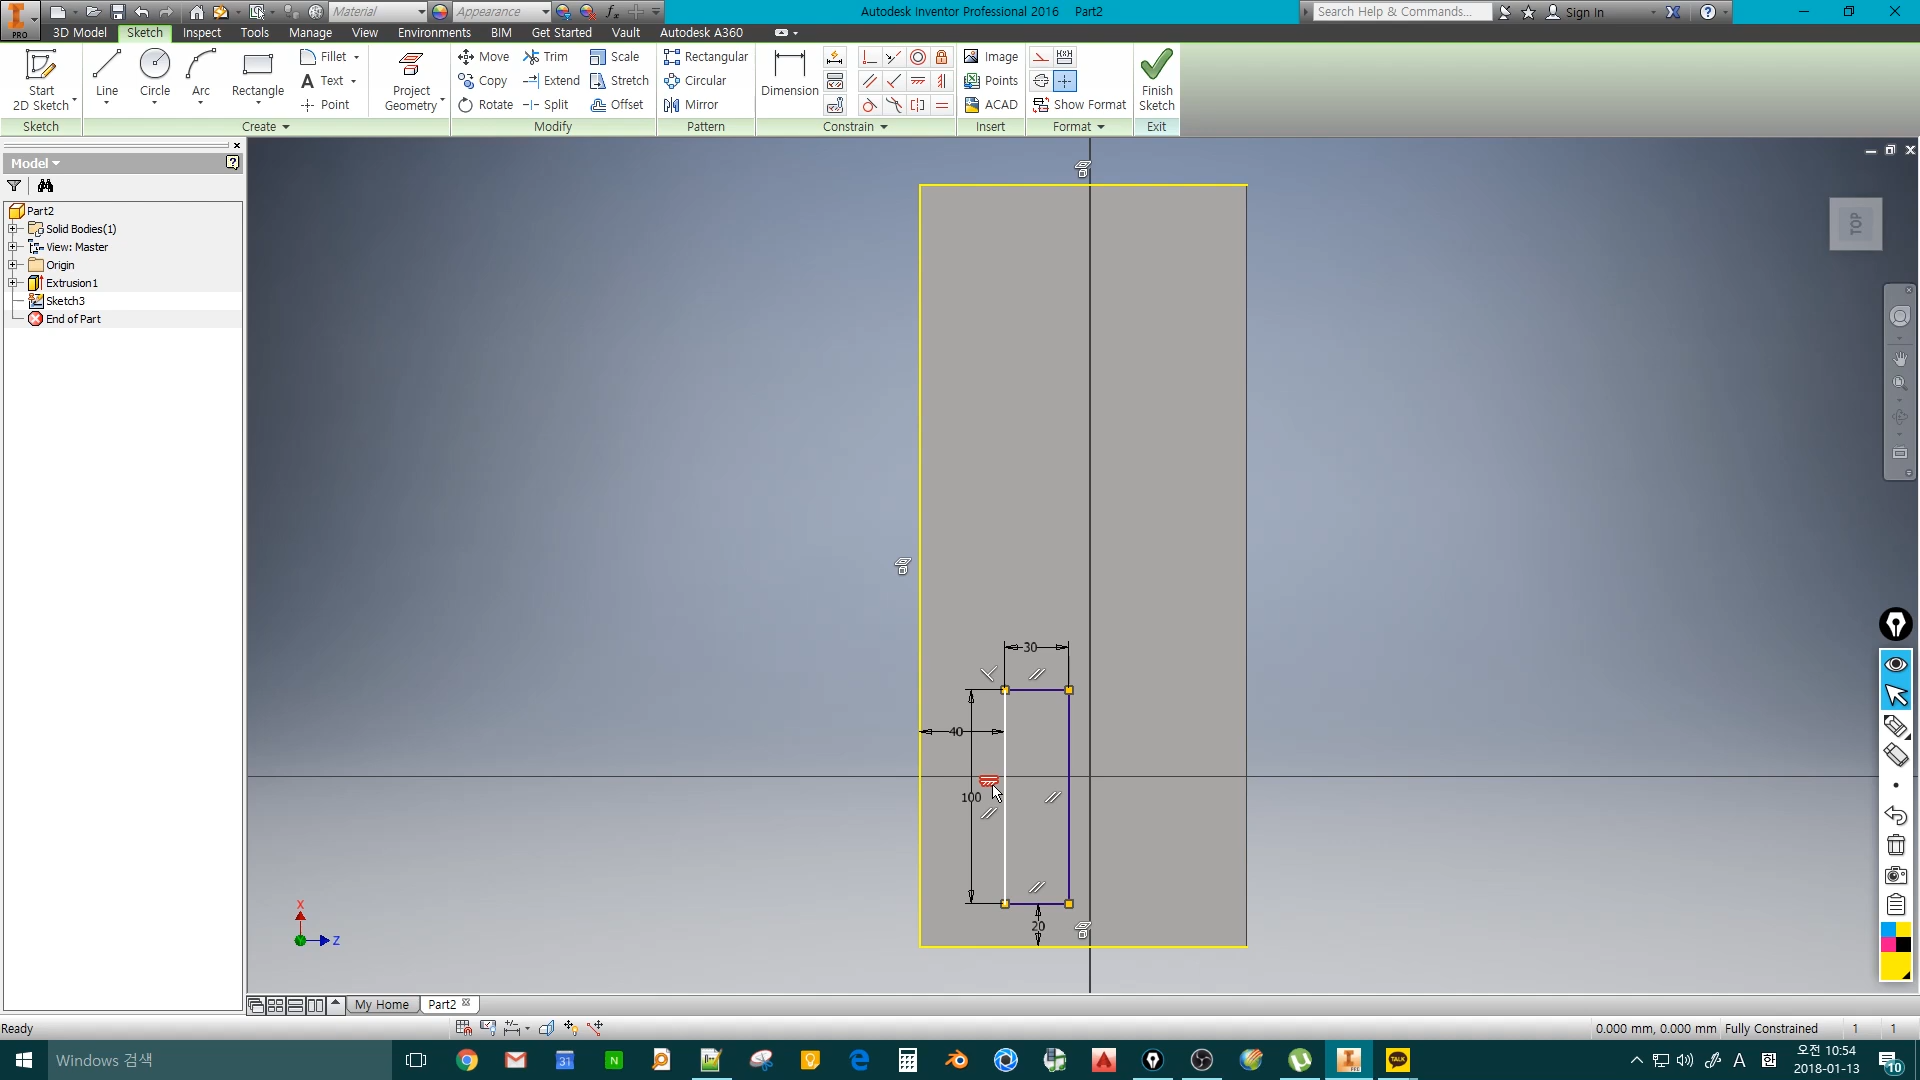 Material
Appearance
Autodesk Inventor Professional 2016   Part2
Search Help & Commands...
Sign In
PRO
3D Model
Sketch
Inspect
Tools
Manage
View
Environments
BIM
Get Started
Vault
Autodesk A360
Start
2D Sketch
Line
Circle
Arc
Rectangle
Fillet
Text
Point
Project
Geometry
Move
Copy
Rotate
Trim
Extend
Split
Scale
Stretch
Offset
Rectangular
Circular
Mirror
Dimension
Image
Points
ACAD
Show Format
Finish
Sketch
Sketch
Create
Modify
Pattern
Constrain
Insert
Format
Exit
Model
Part2
Solid Bodies(1)
View: Master
Origin
Extrusion1
Sketch3
End of Part
TOP
30
40
100
20
X
Z
My Home
Part2
Ready
0.000 mm, 0.000 mm
Fully Constrained
1
1
Windows 검색
31
N
TALK
A
오전 10:54
2018-01-13
10